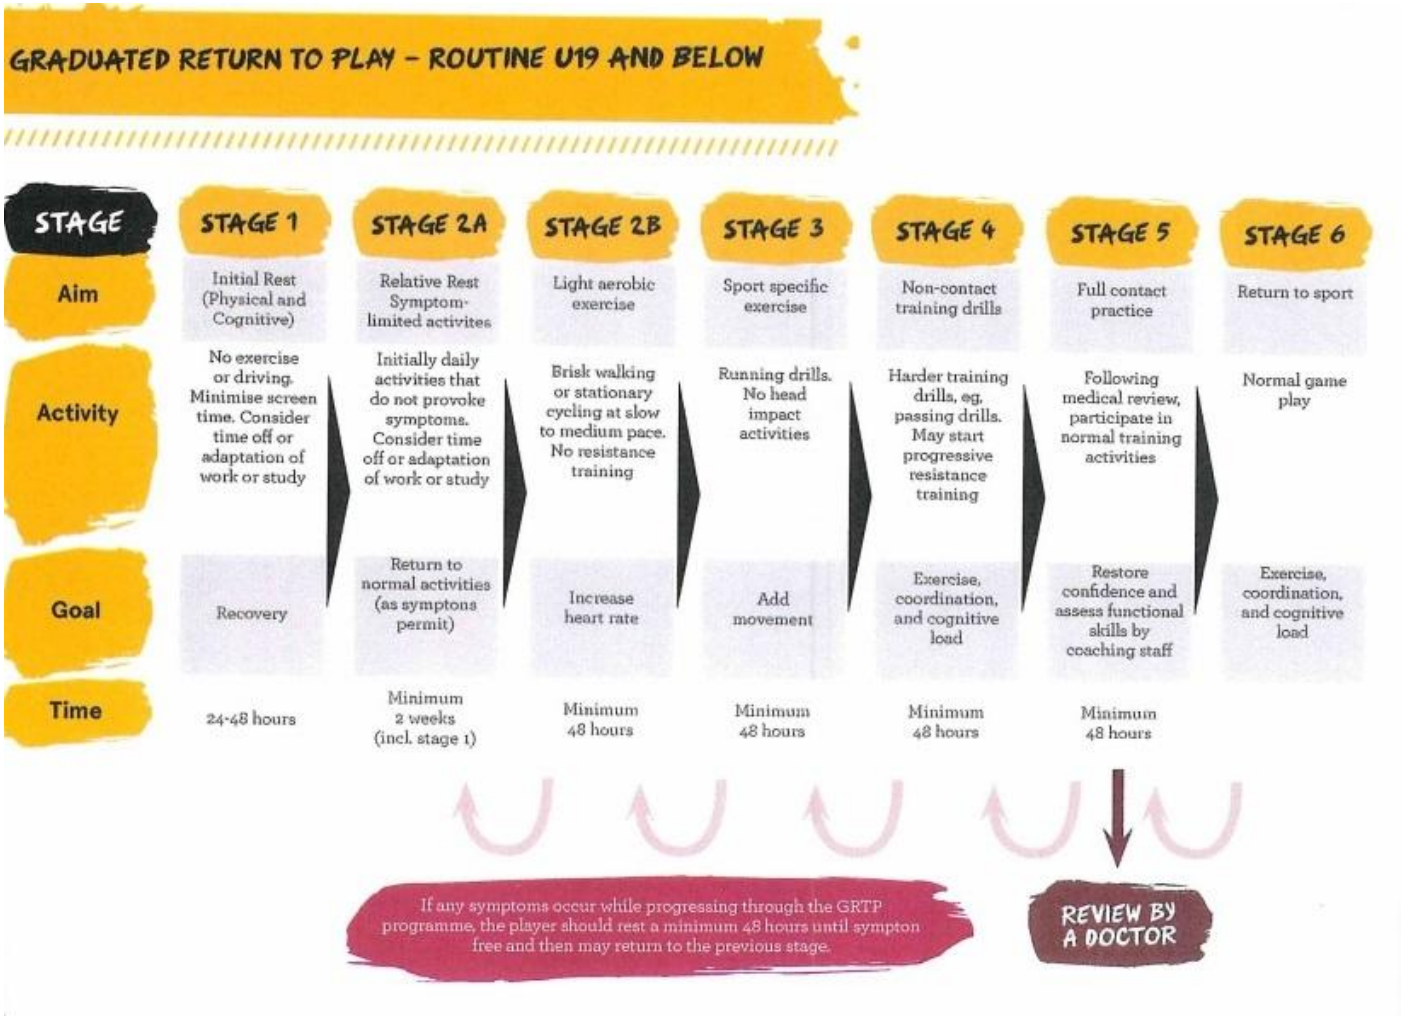 GRADUATED RETURN TO PLAY – ROUTINE U19 AND BELOW
STAGE
STAGE 1
STAGE 2A
STAGE 2B
STAGE 3
STAGE 4
STAGE 5
STAGE 6
Aim
Initial Rest
(Physical and
Cognitive)
Relative Rest
Symptom-
limited activites
Light aerobic
exercise
Sport specific
exercise
Non-contact
training drills
Full contact
practice
Return to sport
Activity
No exercise
or driving.
Minimise screen
time. Consider
time off or
adaptation of
work or study
Initially daily
activities that
do not provoke
symptoms.
Consider time
off or adaptation
of work or study
Brisk walking
or stationary
cycling at slow
to medium pace.
No resistance
training
Running drills.
No head
impact
activities
Harder training
drills, eg,
passing drills.
May start
progressive
resistance
training
Following
medical review,
participate in
normal training
activities
Normal game
play
Goal
Recovery
Return to
normal activities
(as symptons
permit)
Increase
heart rate
Add
movement
Exercise,
coordination,
and cognitive
load
Restore
confidence and
assess functional
skills by
coaching staff
Exercise,
coordination,
and cognitive
load
Time
24-48 hours
Minimum
2 weeks
(incl. stage 1)
Minimum
48 hours
Minimum
48 hours
Minimum
48 hours
Minimum
48 hours
If any symptoms occur while progressing through the GRTP
programme, the player should rest a minimum 48 hours until sympton
free and then may return to the previous stage.
REVIEW BY
A DOCTOR